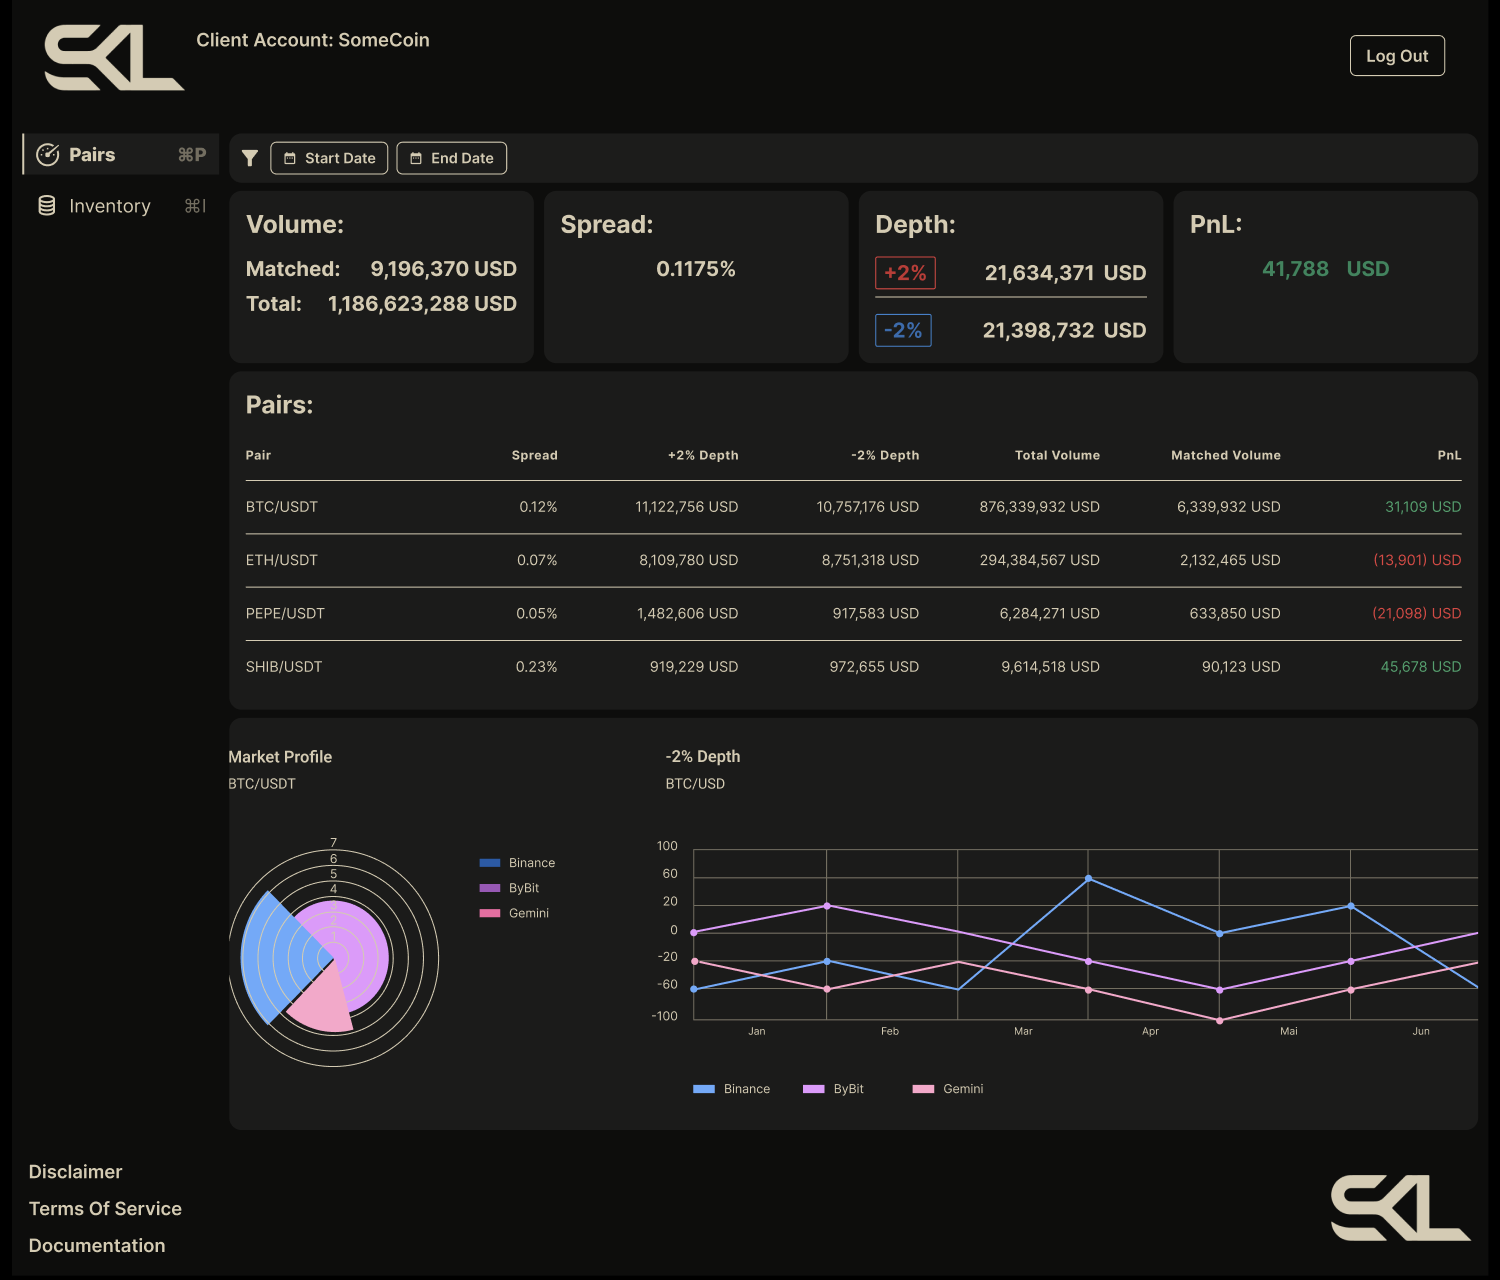 SKL
Client Account: SomeCoin
Log Out
Pairs ⌘P
Inventory ⌘I
Start Date End Date
Volume:
Matched: 9,196,370 USD
Total: 1,186,623,288 USD
Spread:
0.1175%
Depth:
+2% 21,634,371 USD
-2% 21,398,732 USD
PnL:
41,788 USD
Pairs:
Pair Spread +2% Depth -2% Depth Total Volume Matched Volume PnL
BTC/USDT 0.12% 11,122,756 USD 10,757,176 USD 876,339,932 USD 6,339,932 USD 31,109 USD
ETH/USDT 0.07% 8,109,780 USD 8,751,318 USD 294,384,567 USD 2,132,465 USD (13,901) USD
PEPE/USDT 0.05% 1,482,606 USD 917,583 USD 6,284,271 USD 633,850 USD (21,098) USD
SHIB/USDT 0.23% 919,229 USD 972,655 USD 9,614,518 USD 90,123 USD 45,678 USD
Market Profile
BTC/USDT
7
6
5
4
3
2
1
Binance
ByBit
Gemini
-2% Depth
BTC/USD
100
60
20
0
-20
-60
-100
Jan Feb Mar Apr Mai Jun
Binance ByBit Gemini
Disclaimer
Terms Of Service
Documentation
SKL